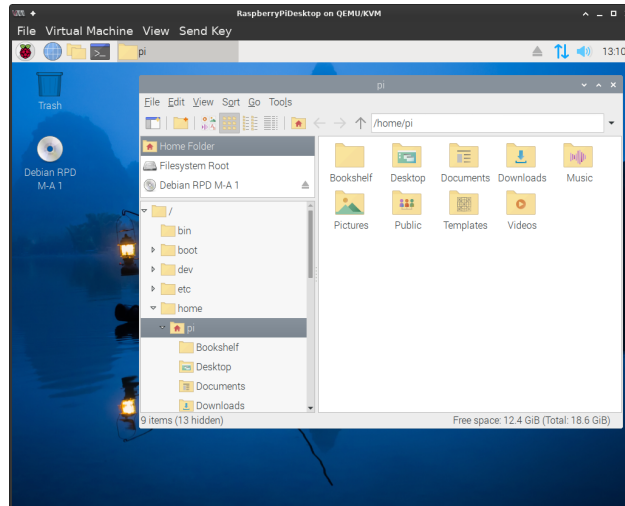 RaspberryPiDesktop on QEMU/KVM
File Virtual Machine View Send Key
pi
13:10
Trash
Debian RPD
M-A 1
pi
File Edit View Sort Go Tools
/home/pi
Home Folder
Filesystem Root
Debian RPD M-A 1
/
bin
boot
dev
etc
home
pi
Bookshelf
Desktop
Documents
Downloads
Bookshelf Desktop Documents Downloads Music
Pictures Public Templates Videos
9 items (13 hidden)
Free space: 12.4 GiB (Total: 18.6 GiB)